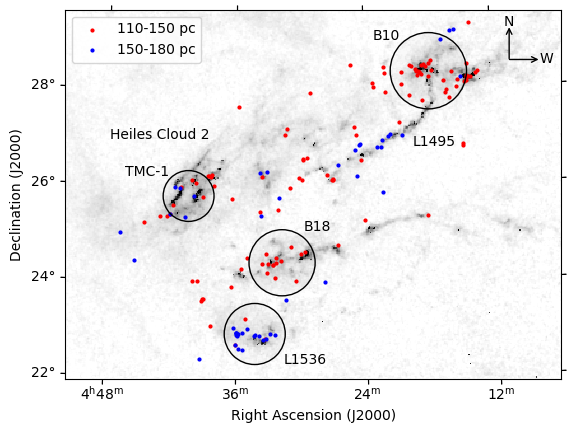 110-150 pc
150-180 pc
B10
N
W
28°
Heiles Cloud 2
L1495
TMC-1
26°
B18
24°
L1536
22°
4ʰ48ᵐ 36ᵐ 24ᵐ 12ᵐ
Right Ascension (J2000)
Declination (J2000)